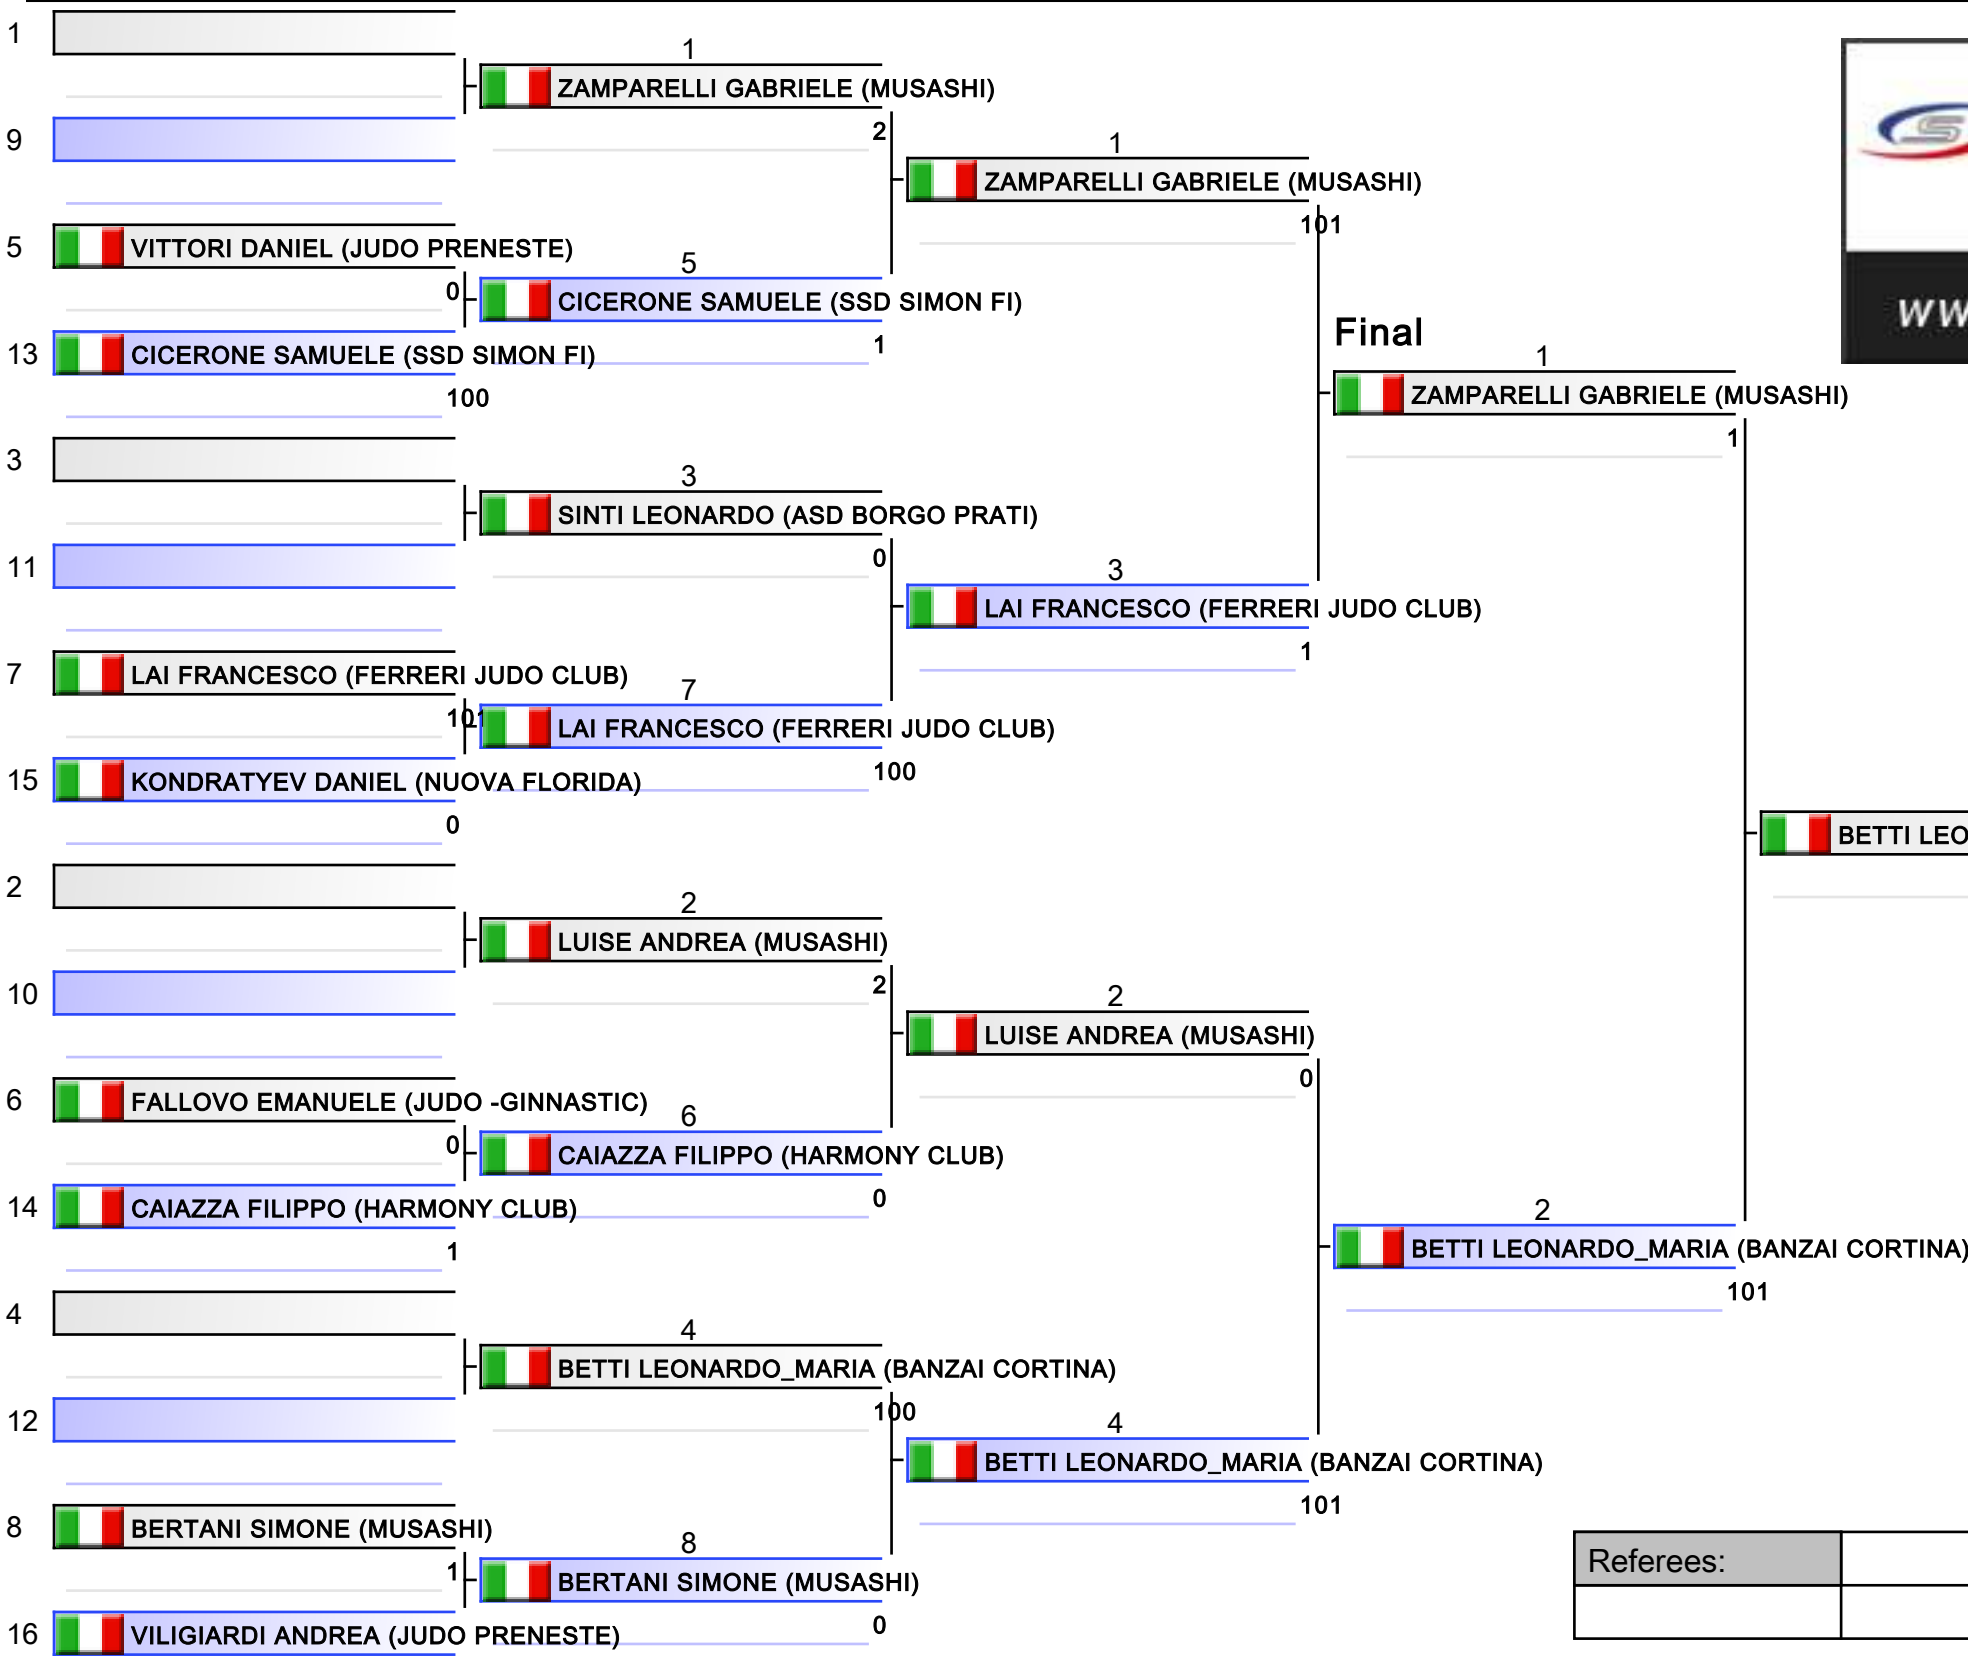 1
1
ZAMPARELLI GABRIELE (MUSASHI)
2
9
1
ZAMPARELLI GABRIELE (MUSASHI)
101
5
VITTORI DANIEL (JUDO PRENESTE)
0
5
CICERONE SAMUELE (SSD SIMON FI)
1
13
CICERONE SAMUELE (SSD SIMON FI)
100
Final
1
ZAMPARELLI GABRIELE (MUSASHI)
1
3
3
SINTI LEONARDO (ASD BORGO PRATI)
0
11
3
LAI FRANCESCO (FERRERI JUDO CLUB)
1
7
LAI FRANCESCO (FERRERI JUDO CLUB)
101
7
LAI FRANCESCO (FERRERI JUDO CLUB)
100
15
KONDRATYEV DANIEL (NUOVA FLORIDA)
0
BETTI LEO
2
2
LUISE ANDREA (MUSASHI)
2
10
2
LUISE ANDREA (MUSASHI)
0
6
FALLOVO EMANUELE (JUDO -GINNASTIC)
0
6
CAIAZZA FILIPPO (HARMONY CLUB)
0
14
CAIAZZA FILIPPO (HARMONY CLUB)
1
2
BETTI LEONARDO_MARIA (BANZAI CORTINA)
101
4
4
BETTI LEONARDO_MARIA (BANZAI CORTINA)
100
12
4
BETTI LEONARDO_MARIA (BANZAI CORTINA)
101
8
BERTANI SIMONE (MUSASHI)
1
8
BERTANI SIMONE (MUSASHI)
0
16
VILIGIARDI ANDREA (JUDO PRENESTE)
Referees: